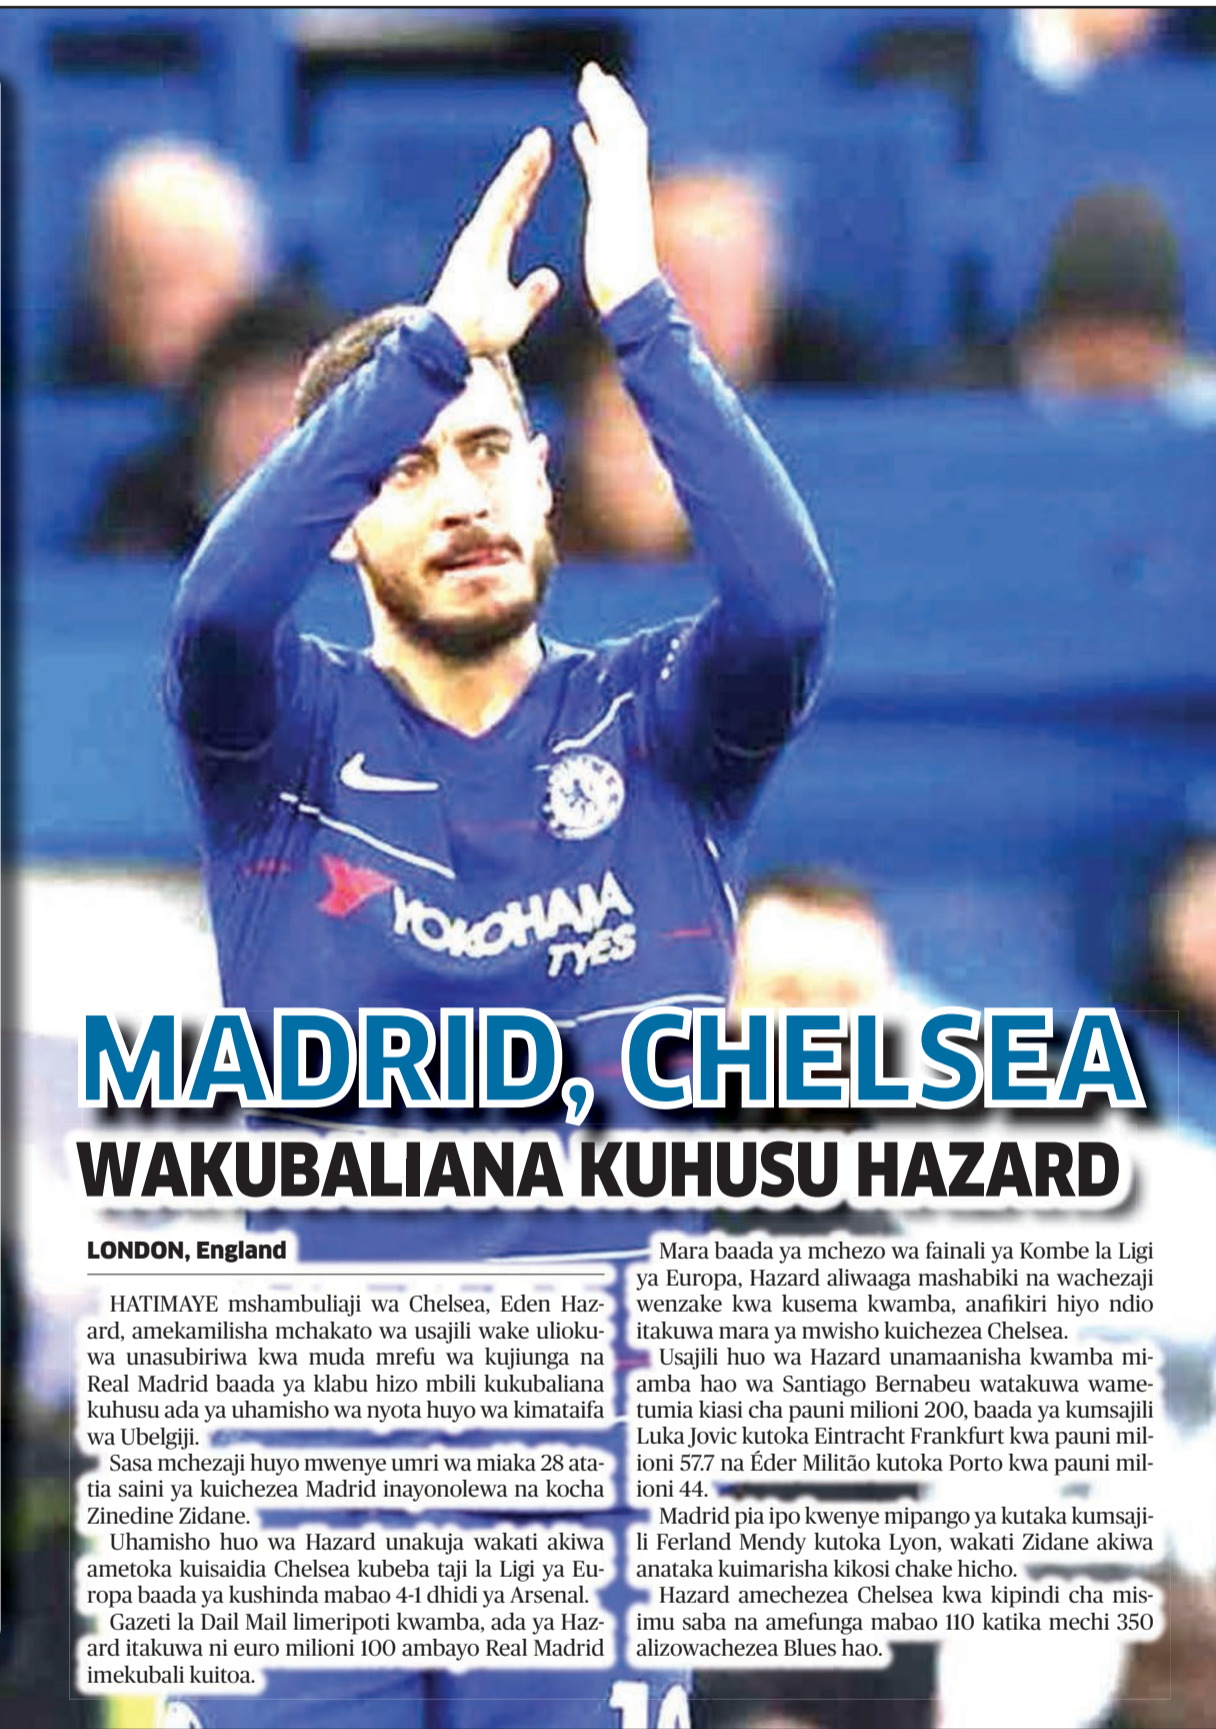 YOKOHAMA
TYRES
MADRID, CHELSEA
WAKUBALIANA KUHUSU HAZARD
LONDON, England
HATIMAYE mshambuliaji wa Chelsea, Eden Haz-
ard, amekamilisha mchakato wa usajili wake ulioku-
wa unasubiriwa kwa muda mrefu wa kujiunga na
Real Madrid baada ya klabu hizo mbili kukubaliana
kuhusu ada ya uhamisho wa nyota huyo wa kimataifa
wa Ubelgiji.
Sasa mchezaji huyo mwenye umri wa miaka 28 ata-
tia saini ya kuichezea Madrid inayonolewa na kocha
Zinedine Zidane.
Uhamisho huo wa Hazard unakuja wakati akiwa
ametoka kuisaidia Chelsea kubeba taji la Ligi ya Eu-
ropa baada ya kushinda mabao 4-1 dhidi ya Arsenal.
Gazeti la Dail Mail limeripoti kwamba, ada ya Haz-
ard itakuwa ni euro milioni 100 ambayo Real Madrid
imekubali kuitoa.
Mara baada ya mchezo wa fainali ya Kombe la Ligi
ya Europa, Hazard aliwaaga mashabiki na wachezaji
wenzake kwa kusema kwamba, anafikiri hiyo ndio
itakuwa mara ya mwisho kuichezea Chelsea.
Usajili huo wa Hazard unamaanisha kwamba mi-
amba hao wa Santiago Bernabeu watakuwa wame-
tumia kiasi cha pauni milioni 200, baada ya kumsajili
Luka Jovic kutoka Eintracht Frankfurt kwa pauni mil-
ioni 57.7 na Éder Militão kutoka Porto kwa pauni mil-
ioni 44.
Madrid pia ipo kwenye mipango ya kutaka kumsaji-
li Ferland Mendy kutoka Lyon, wakati Zidane akiwa
anataka kuimarisha kikosi chake hicho.
Hazard amechezea Chelsea kwa kipindi cha mis-
imu saba na amefunga mabao 110 katika mechi 350
alizowachezea Blues hao.